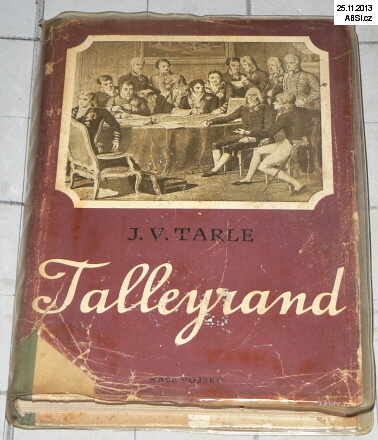 25.11.2013
ABSI.cz
J. V. TARLE
Talleyrand
NAŠE VOJSKO